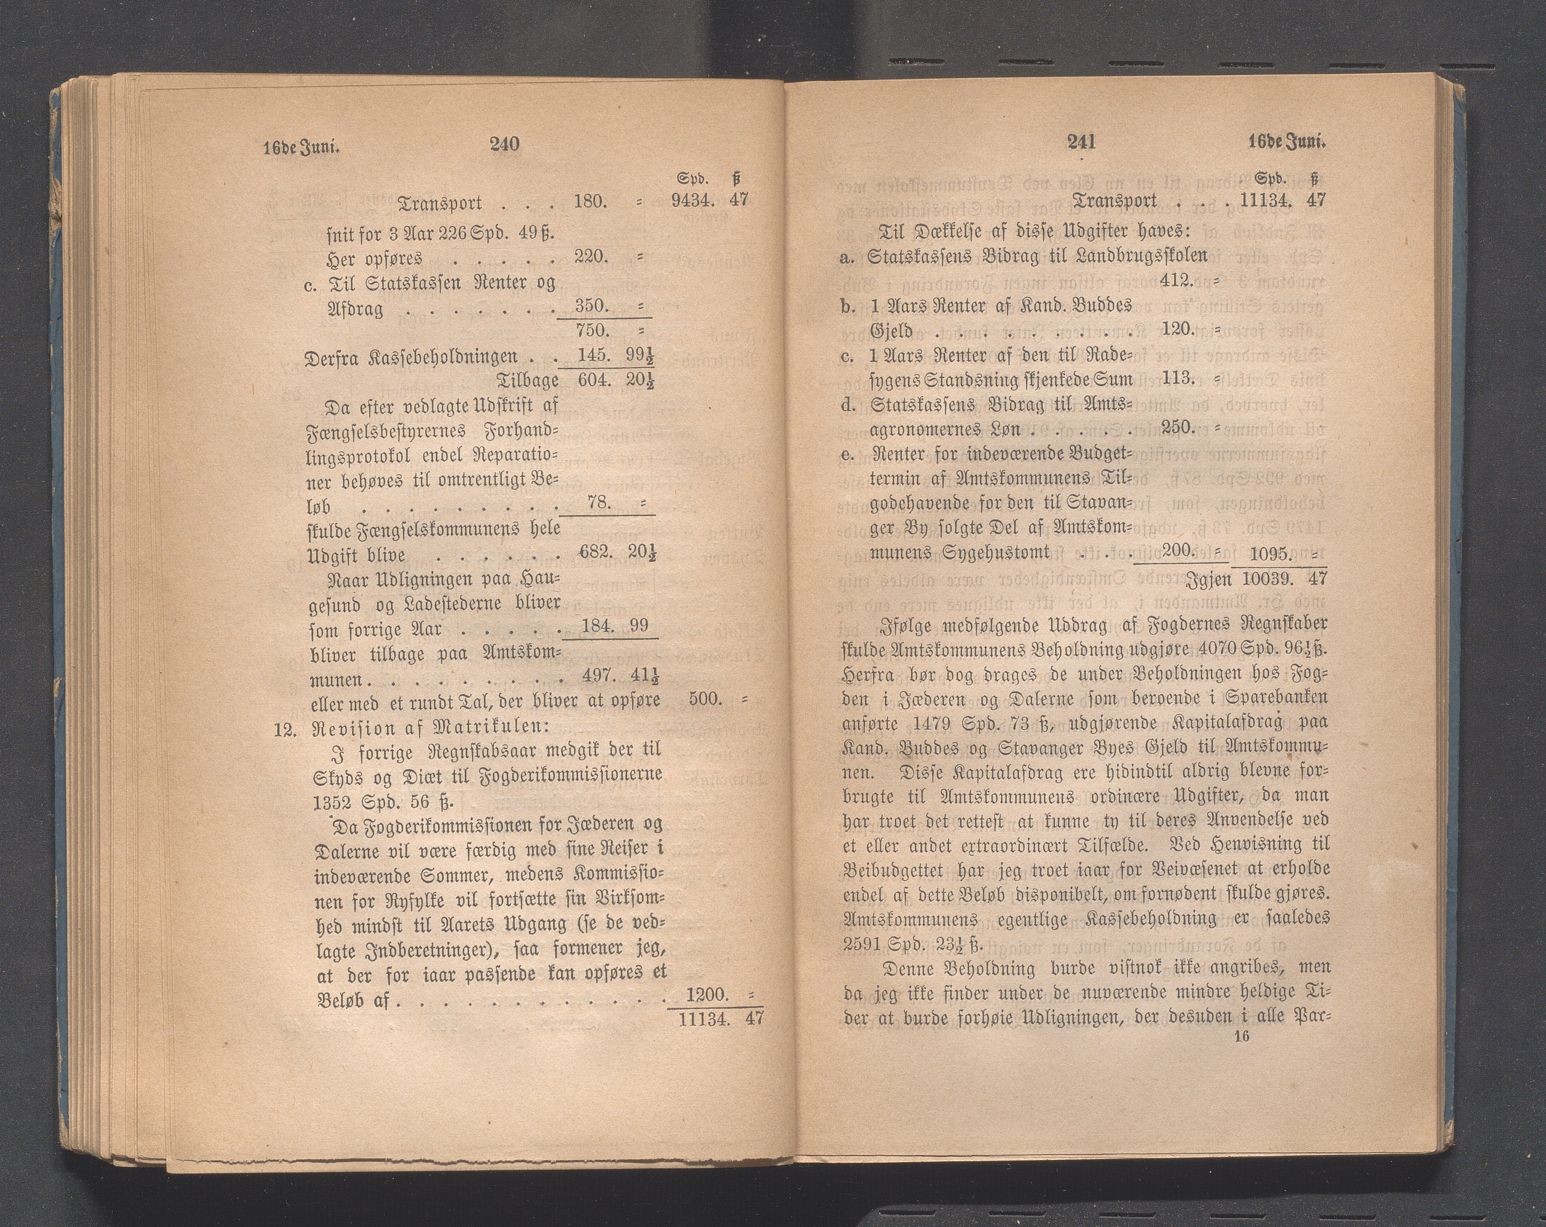 16de Juni. 240
Spd. ß
Transport . . . 180. = 9434. 47
snit for 3 Aar 226 Spd. 49 ß.
Her opføres . . . . . 220. =
c. Til Statskassen Renter og
Afdrag . . . . . . . 350. =
750. =
Derfra Kassebeholdningen . . 145. 99½
Tilbage 604. 20½
Da efter vedlagte Udskrift af
Fængselsbestyrernes Forhand=
lingsprotokol endel Reparatio=
ner behøves til omtrentligt Be=
løb . . . . . . . . . 78. =
skulde Fængselskommunens hele
Udgift blive . . . . . . 682. 20½
Naar Udligningen paa Hau=
gesund og Ladestederne bliver
som forrige Aar . . . . . 184. 99
bliver tilbage paa Amtskom=
munen . . . . . . . . . 497. 41½
eller med et rundt Tal, der bliver at opføre 500. =
12. Revision af Matrikulen:
I forrige Regnskabsaar medgik der til
Skyds og Diæt til Fogderikommissionerne
1352 Spd. 56 ß.
Da Fogderikommissionen for Jæderen og
Dalerne vil være færdig med sine Reiser i
indeværende Sommer, medens Kommissio=
nen for Ryfylke vil fortsætte sin Virksom=
hed mindst til Aarets Udgang (se de ved=
lagte Indberetninger), saa formener jeg,
at der for iaar passende kan opføres et
Beløb af . . . . . . . . . . . . 1200. =
11134. 47
241 16de Juni.
Spd. ß
Transport . . . 11134. 47
Til Dækkelse af disse Udgifter haves:
a. Statskassens Bidrag til Landbrugsskolen
412. =
b. 1 Aars Renter af Kand. Buddes
Gjeld . . . . . . . . . 120. =
c. 1 Aars Renter af den til Rade=
sygens Standsning skjenkede Sum 113. =
d. Statskassens Bidrag til Amts=
agronomernes Løn . . . . . 250. =
e. Renter for indeværende Budget=
termin af Amtskommunens Til=
godehavende for den til Stavan=
ger By solgte Del af Amtskom=
munens Sygehustomt . . . 200. = 1095. =
Igjen 10039. 47
Ifølge medfølgende Uddrag af Fogdernes Regnskaber
skulde Amtskommunens Beholdning udgjøre 4070 Spd. 96½ ß.
Herfra bør dog drages de under Beholdningen hos Fog=
den i Jæderen og Dalerne som beroende i Sparebanken
anførte 1479 Spd. 73 ß, udgjørende Kapitalafdrag paa
Kand. Buddes og Stavanger Byes Gjeld til Amtskommu=
nen. Disse Kapitalafdrag ere hidindtil aldrig blevne for=
brugte til Amtskommunens ordinære Udgifter, da man
har troet det rettest at kunne ty til deres Anvendelse ved
et eller andet extraordinært Tilfælde. Ved Henvisning til
Beibudgettet har jeg troet iaar for Veivæsenet at erholde
endel af dette Beløb disponibelt, om fornødent skulde gjøres.
Amtskommunens egentlige Kassebeholdning er saaledes
2591 Spd. 23½ ß.
Denne Beholdning burde vistnok ikke angribes, men
da jeg ikke finder under de nuværende mindre heldige Ti=
der at burde forhøie Udligningen, der desuden i alle Par=
16